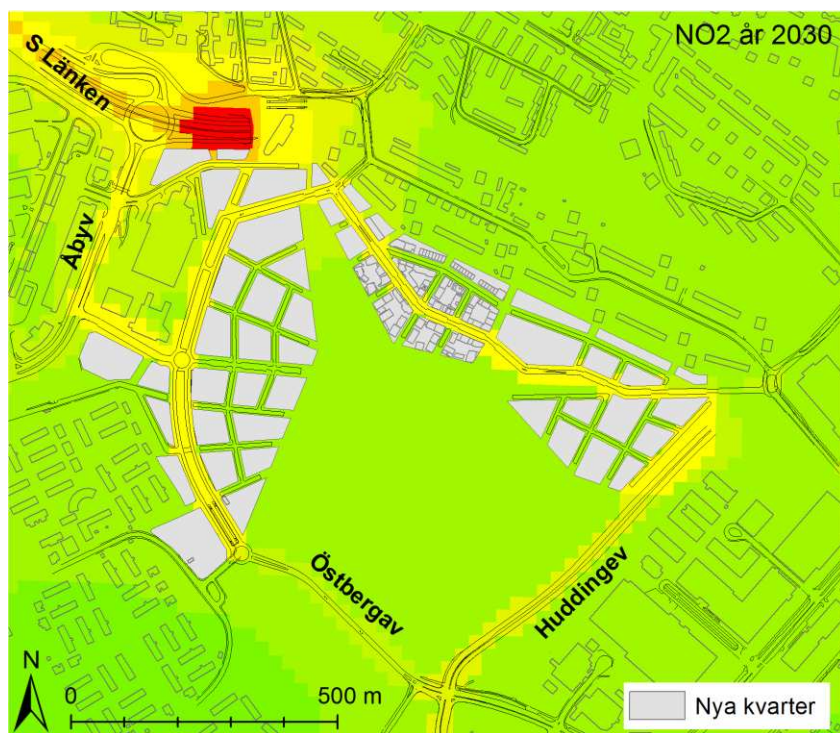 NO2 år 2030
S Länken
Åbyv
Östbergav
Huddingev
N
0 500 m
Nya kvarter